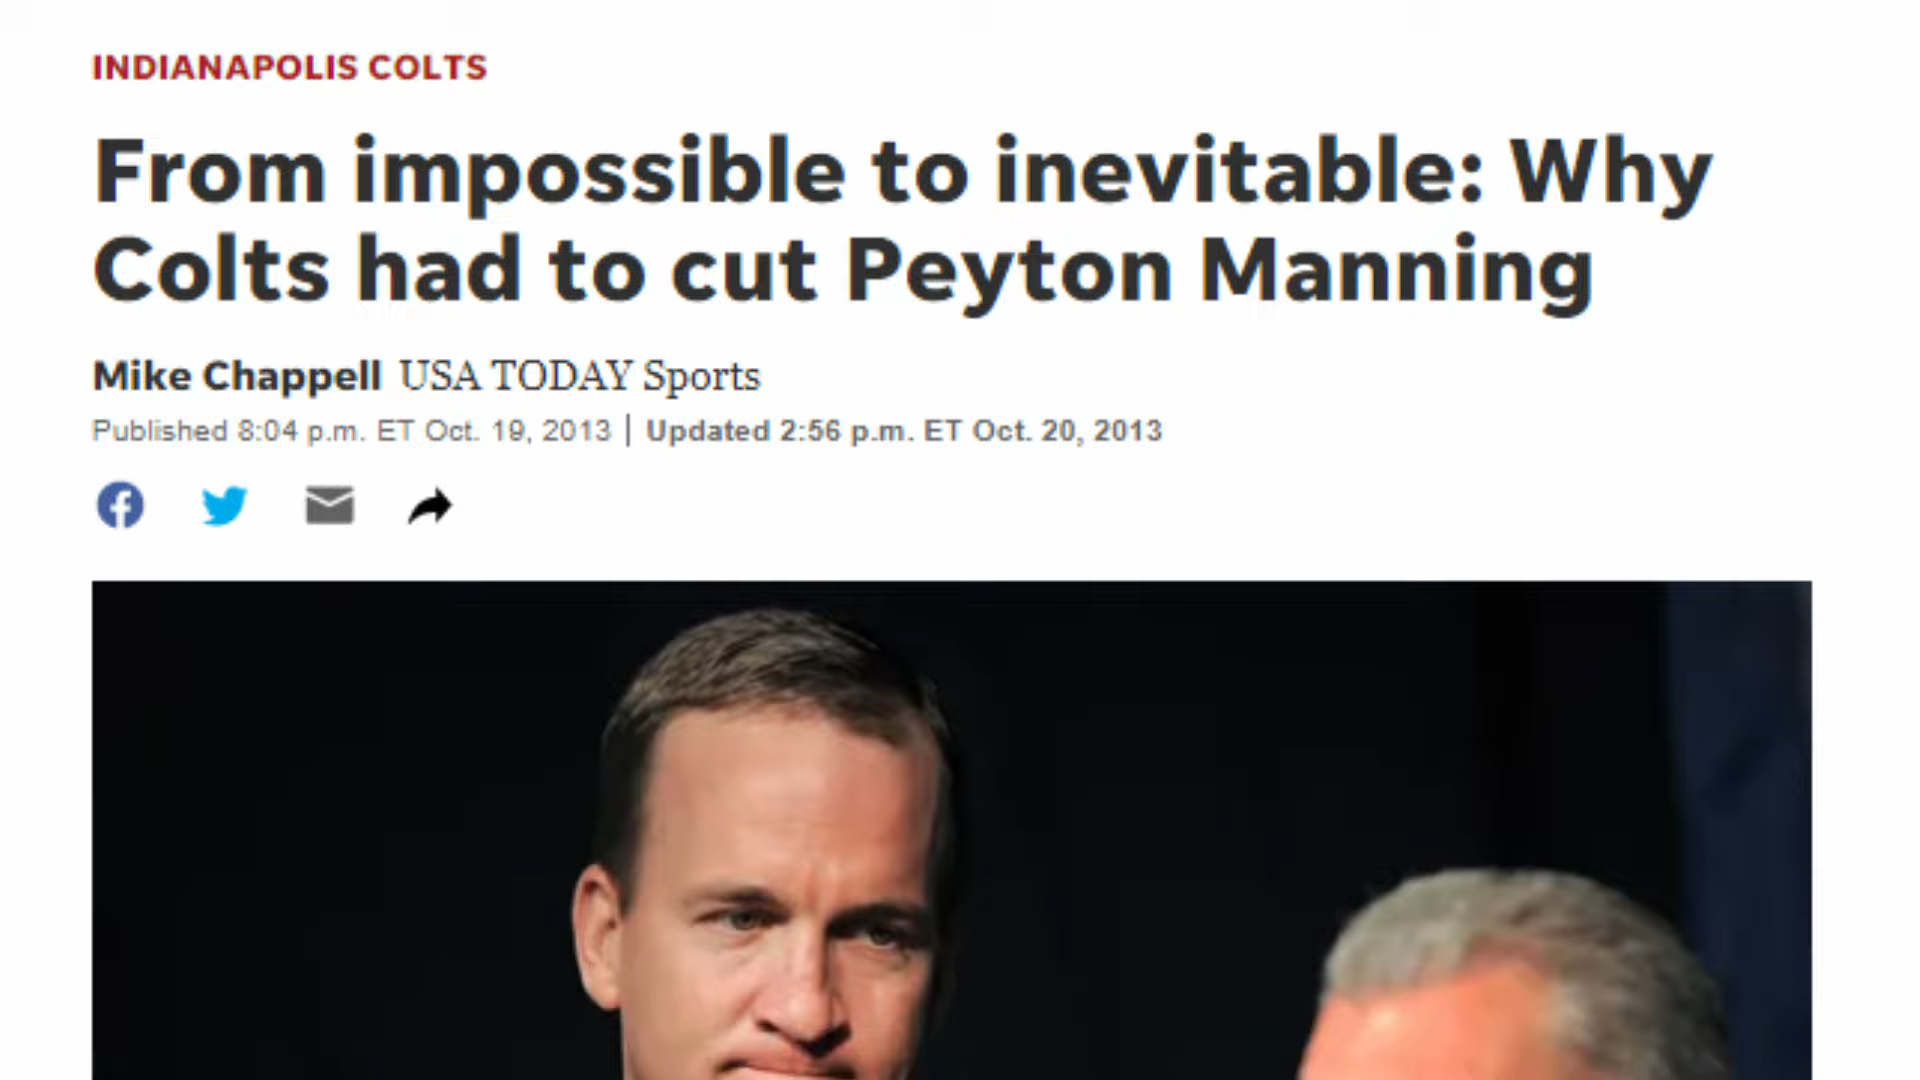 INDIANAPOLIS COLTS
From impossible to inevitable: Why
Colts had to cut Peyton Manning
Mike Chappell USA TODAY Sports
Published 8:04 p.m. ET Oct. 19, 2013 | Updated 2:56 p.m. ET Oct. 20, 2013